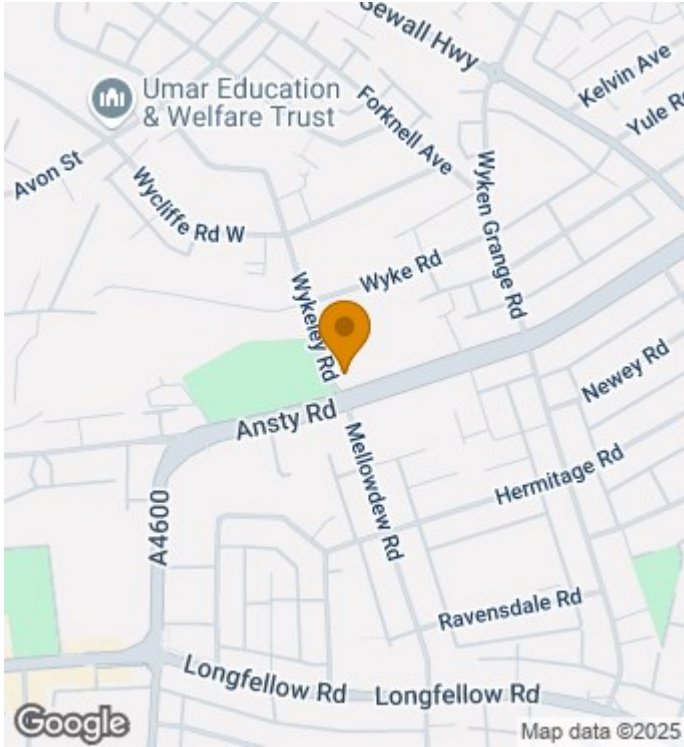 Sewall Hwy
Kelvin Ave
Umar Education
& Welfare Trust
Forknell Ave
Yule Ro
Avon St
Wycliffe Rd W
Wyken Grange Rd
Wyke Rd
Wykeley Rd
Newey Rd
Ansty Rd
Mellowdew Rd
Hermitage Rd
A4600
Ravensdale Rd
Longfellow Rd
Longfellow Rd
Google
Map data ©2025